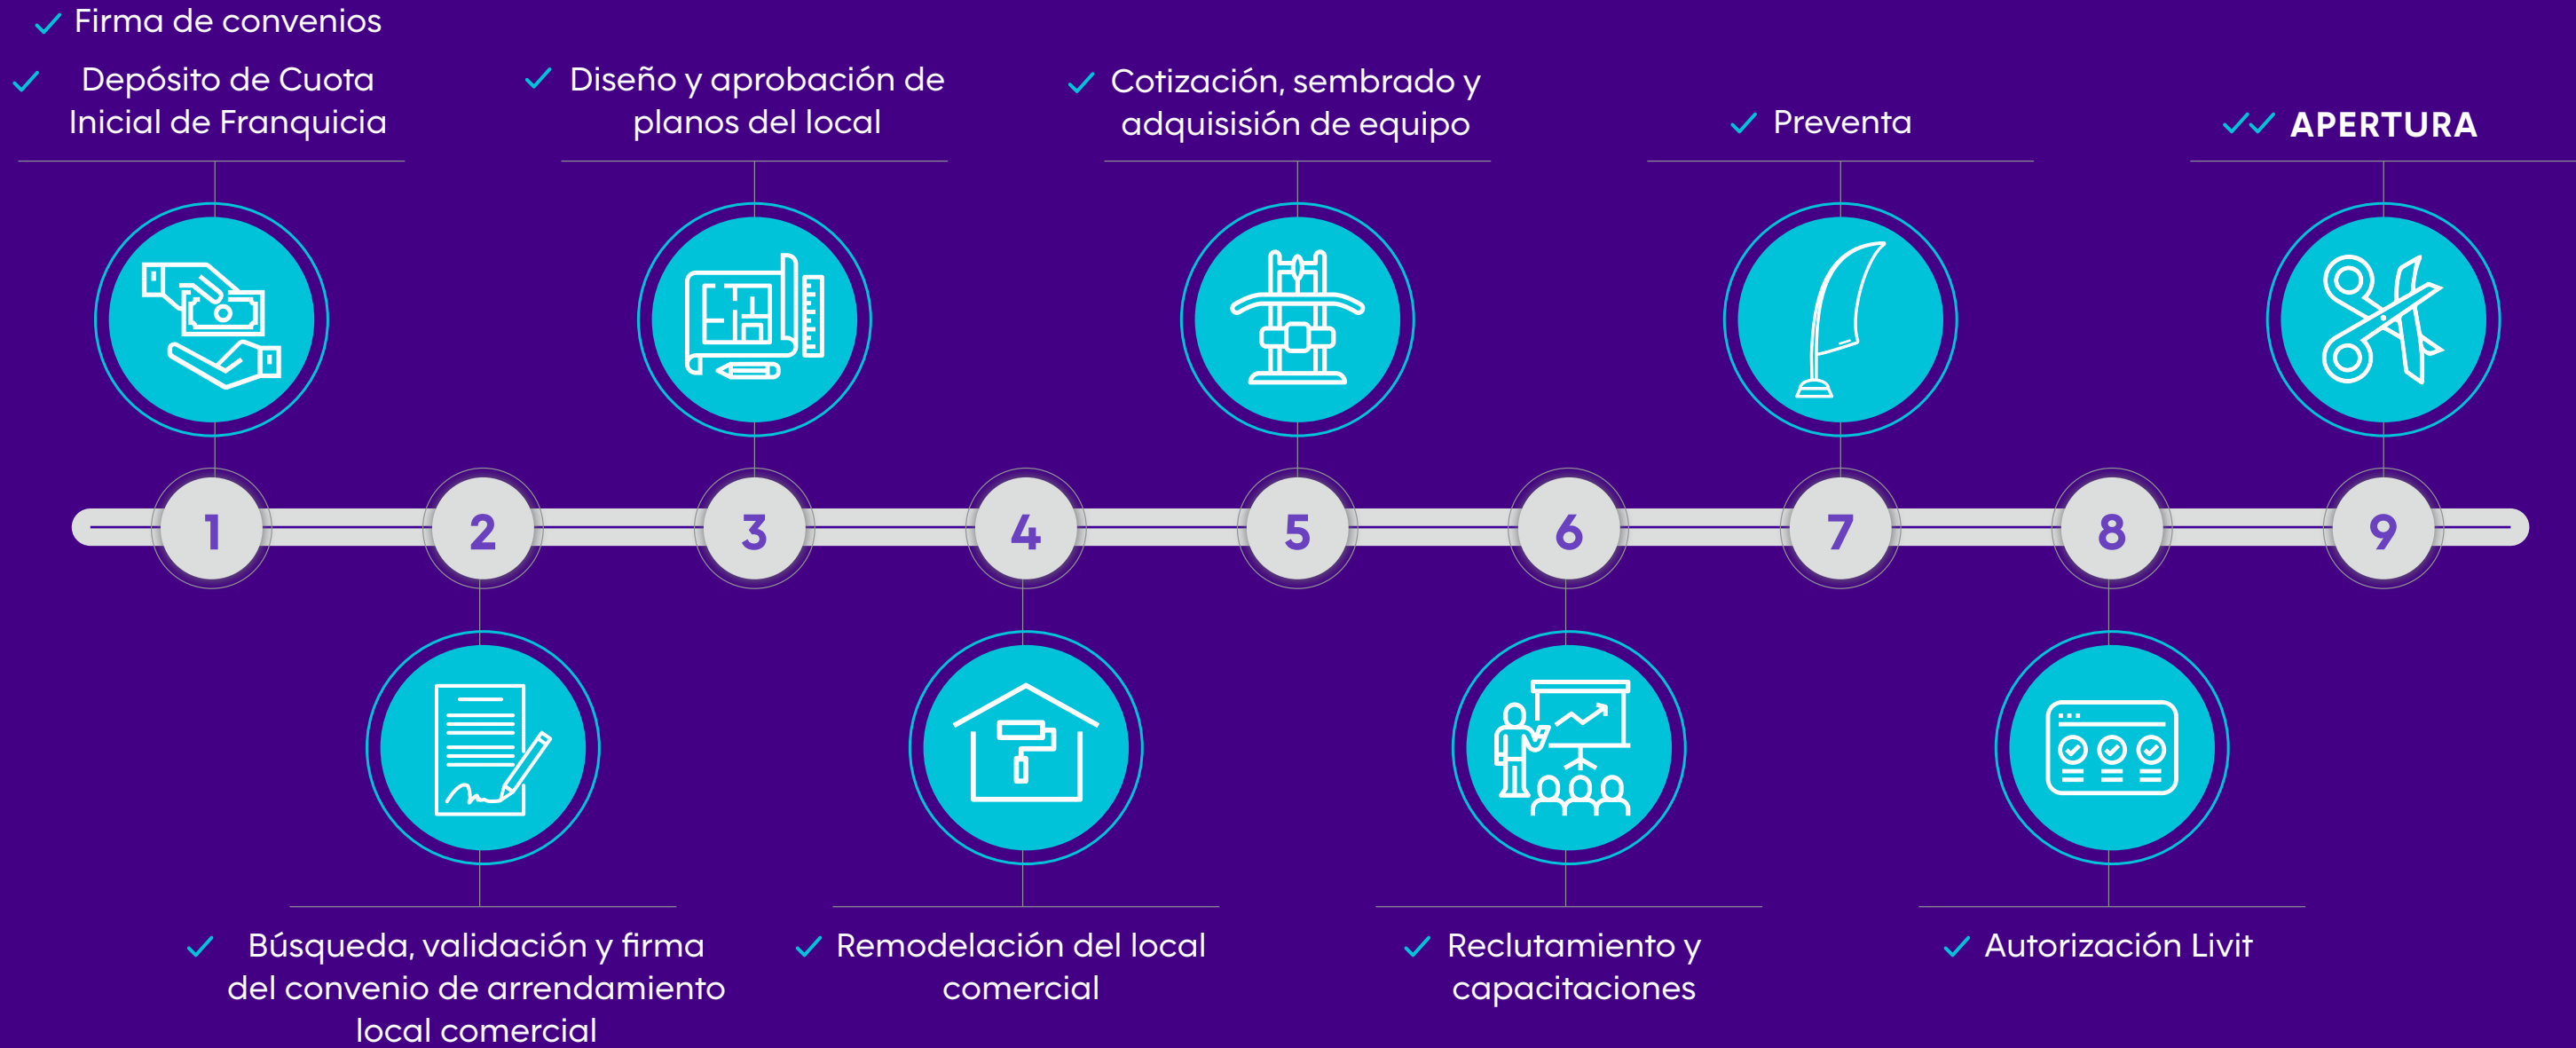 Firma de convenios
Depósito de Cuota
Inicial de Franquicia
Diseño y aprobación de
planos del local
Cotización, sembrado y
adquisisión de equipo
Preventa
APERTURA
1
2
3
4
5
6
7
8
9
Búsqueda, validación y firma
del convenio de arrendamiento
local comercial
Remodelación del local
comercial
Reclutamiento y
capacitaciones
Autorización Livit